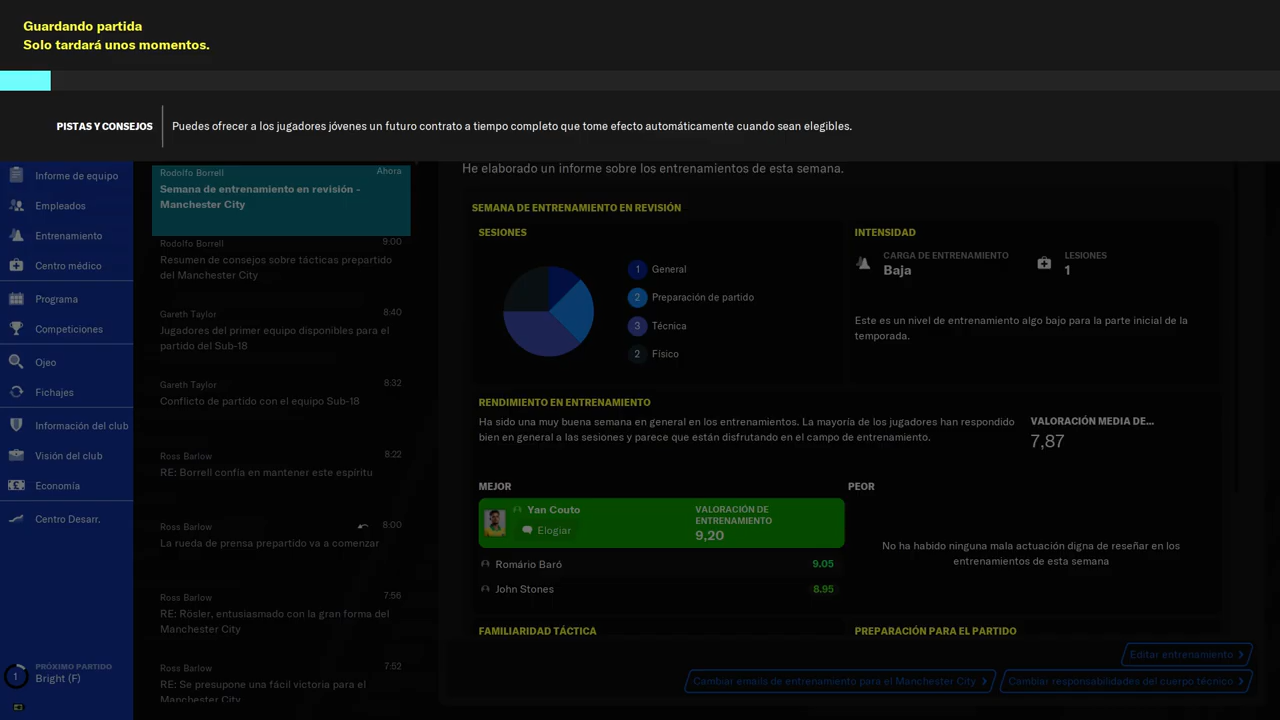 Guardando partida
Solo tardará unos momentos.
PISTAS Y CONSEJOS
Puedes ofrecer a los jugadores jóvenes un futuro contrato a tiempo completo que tome efecto automáticamente cuando sean elegibles.
Informe de equipo
Empleados
Entrenamiento
Centro médico
Programa
Competiciones
Ojeo
Fichajes
Información del club
Visión del club
Economía
Centro Desarr.
1
PRÓXIMO PARTIDO
Bright (F)
Rodolfo Borrell
Ahora
Semana de entrenamiento en revisión -
Manchester City
Rodolfo Borrell
9:00
Resumen de consejos sobre tácticas prepartido
del Manchester City
Gareth Taylor
8:40
Jugadores del primer equipo disponibles para el
partido del Sub-18
Gareth Taylor
8:32
Conflicto de partido con el equipo Sub-18
Ross Barlow
8:22
RE: Borrell confía en mantener este espíritu
Ross Barlow
8:00
La rueda de prensa prepartido va a comenzar
Ross Barlow
7:56
RE: Rösler, entusiasmado con la gran forma del
Manchester City
Ross Barlow
7:52
RE: Se presupone una fácil victoria para el
Manchester City
He elaborado un informe sobre los entrenamientos de esta semana.
SEMANA DE ENTRENAMIENTO EN REVISIÓN
SESIONES
1 General
2 Preparación de partido
3 Técnica
2 Físico
INTENSIDAD
CARGA DE ENTRENAMIENTO
Baja
LESIONES
1
Este es un nivel de entrenamiento algo bajo para la parte inicial de la
temporada.
RENDIMIENTO EN ENTRENAMIENTO
Ha sido una muy buena semana en general en los entrenamientos. La mayoría de los jugadores han respondido
bien en general a las sesiones y parece que están disfrutando en el campo de entrenamiento.
VALORACIÓN MEDIA DE...
7,87
MEJOR
Yan Couto
Elogiar
VALORACIÓN DE
ENTRENAMIENTO
9,20
Romário Baró
9.05
John Stones
8.95
PEOR
No ha habido ninguna mala actuación digna de reseñar en los
entrenamientos de esta semana
FAMILIARIDAD TÁCTICA
PREPARACIÓN PARA EL PARTIDO
Editar entrenamiento
Cambiar emails de entrenamiento para el Manchester City
Cambiar responsabilidades del cuerpo técnico